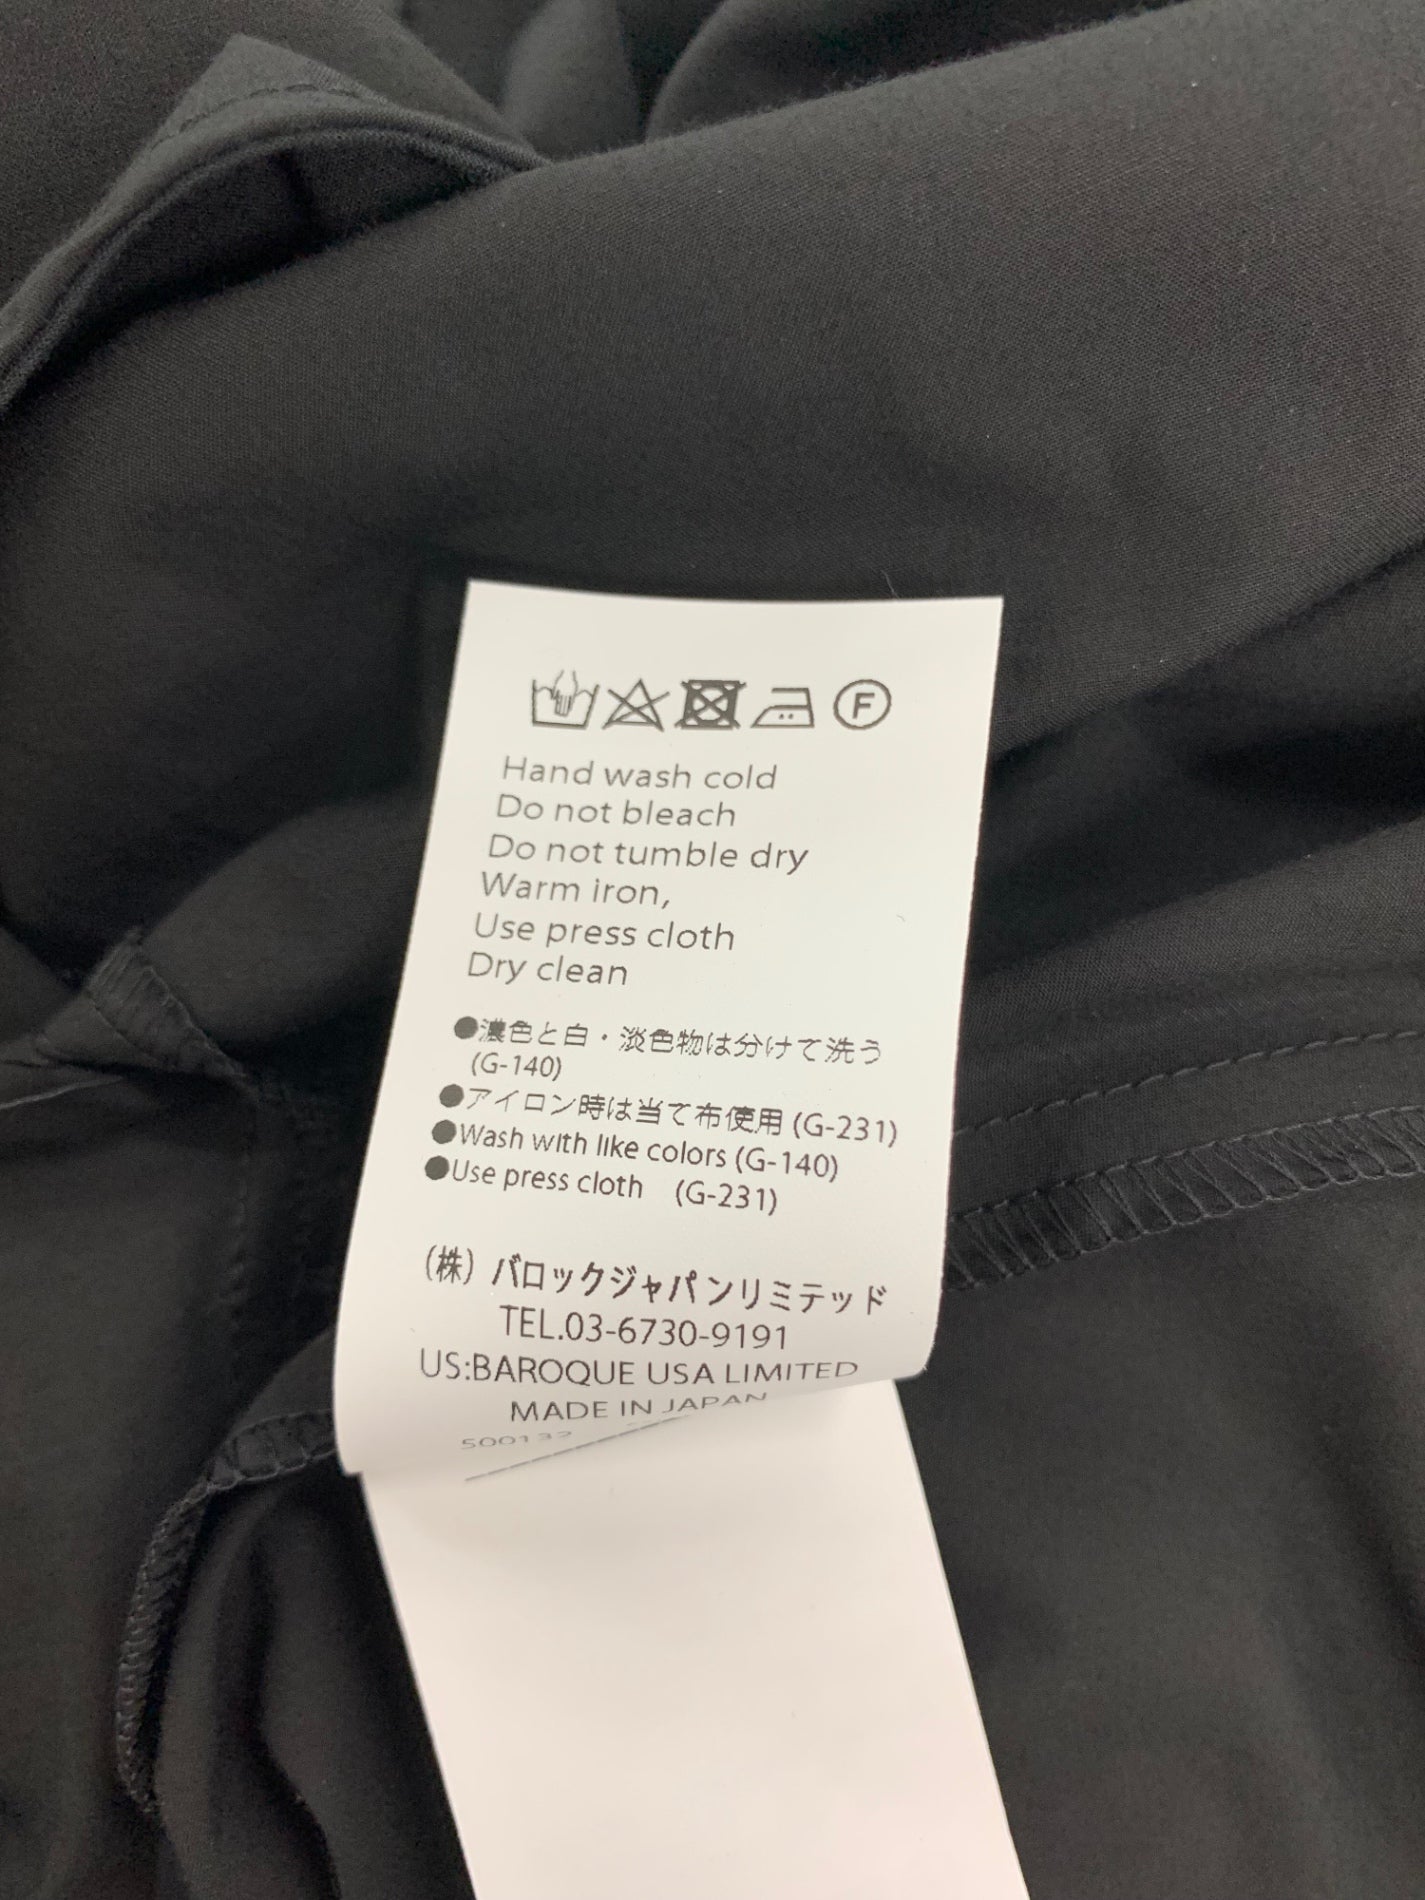 F
Hand wash cold
Do not bleach
Do not tumble dry
Warm iron,
Use press cloth
Dry clean
●濃色と白・淡色物は分けて洗う
(G-140)
●アイロン時は当て布使用 (G-231)
●Wash with like colors (G-140)
●Use press cloth (G-231)
(株) バロックジャパンリミテッド
TEL.03-6730-9191
US:BAROQUE USA LIMITED
MADE IN JAPAN
500132